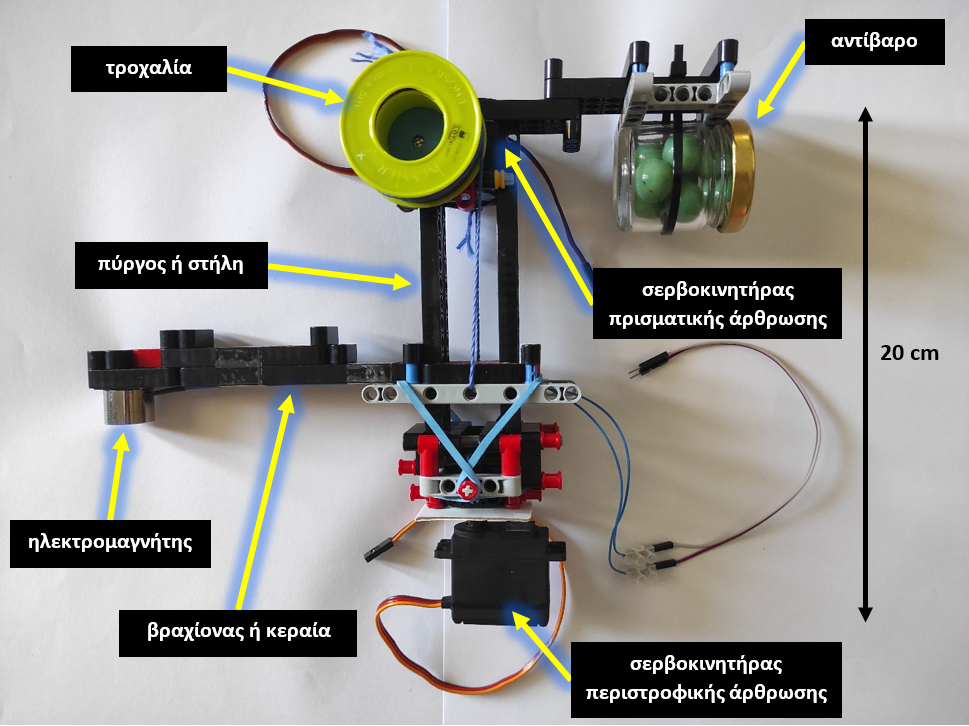 αντίβαρο
τροχαλία
πύργος ή στήλη
σερβοκινητήρας
πρισματικής άρθρωσης
20 cm
ηλεκτρομαγνήτης
βραχίονας ή κεραία
σερβοκινητήρας
περιστροφικής άρθρωσης